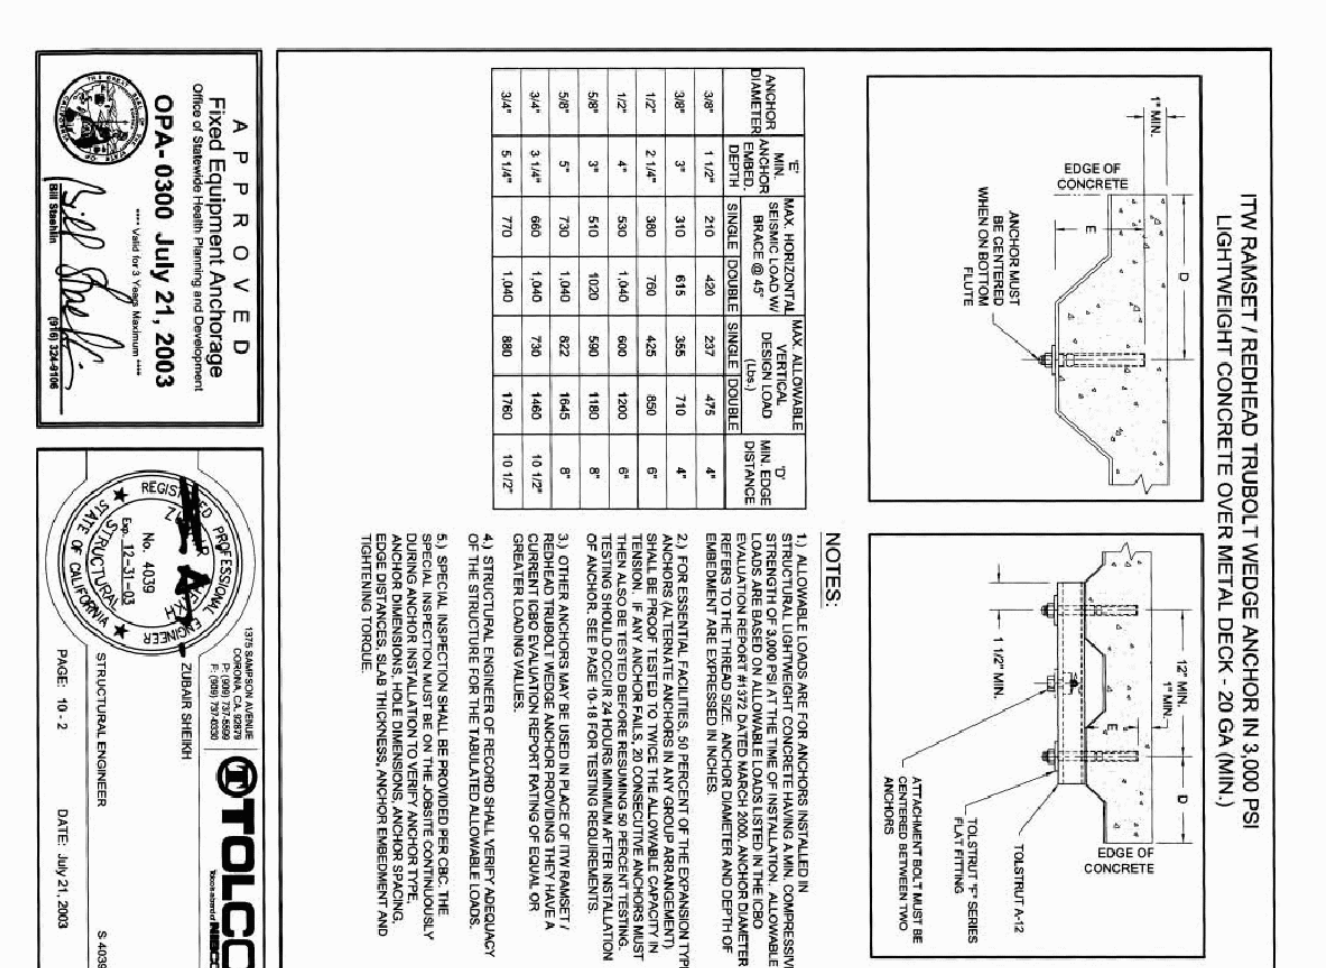 ITW RAMSET / REDHEAD TRUBOLT WEDGE ANCHOR IN 3,000 PSI
LIGHTWEIGHT CONCRETE OVER METAL DECK - 20 GA (MIN.)
1" MIN.
EDGE OF
CONCRETE
D
E
ANCHOR MUST
BE CENTERED
WHEN ON BOTTOM
FLUTE
12" MIN.
1" MIN.
D
E
EDGE OF
CONCRETE
1 1/2" MIN.
TOLSTRUT A-12
TOLSTRUT "F" SERIES
FLAT FITTING
ATTACHMENT BOLT MUST BE
CENTERED BETWEEN TWO
ANCHORS
ANCHOR DIAMETER | 'E' MIN. ANCHOR EMBED. DEPTH | MAX. HORIZONTAL SEISMIC LOAD W/ BRACE @ 45° | MAX. ALLOWABLE VERTICAL DESIGN LOAD (Lbs.) | 'D' MIN. EDGE DISTANCE
SINGLE DOUBLE SINGLE DOUBLE
3/8" 1 1/2" 210 420 237 475 4"
3/8" 3" 310 615 355 710 4"
1/2" 2 1/4" 380 760 425 850 6"
1/2" 4" 530 1,040 600 1200 6"
5/8" 3" 510 1020 590 1180 8"
5/8" 5" 730 1,040 822 1645 8"
3/4" 3 1/4" 660 1,040 730 1460 10 1/2"
3/4" 5 1/4" 770 1,040 880 1760 10 1/2"
NOTES:
1.) ALLOWABLE LOADS ARE FOR ANCHORS INSTALLED IN
STRUCTURAL LIGHTWEIGHT CONCRETE HAVING A MIN. COMPRESSIV
STRENGTH OF 3,000 PSI AT THE TIME OF INSTALLATION. ALLOWABLE
LOADS ARE BASED ON ALLOWABLE LOADS LISTED IN THE ICBO
EVALUATION REPORT #1372 DATED MARCH 2000. ANCHOR DIAMETER
REFERS TO THE THREAD SIZE. ANCHOR DIAMETER AND DEPTH OF
EMBEDMENT ARE EXPRESSED IN INCHES.
2.) FOR ESSENTIAL FACILITIES, 50 PERCENT OF THE EXPANSION TYP
ANCHORS (ALTERNATE ANCHORS IN ANY GROUP ARRANGEMENT)
SHALL BE PROOF TESTED TO TWICE THE ALLOWABLE CAPACITY IN
TENSION. IF ANY ANCHOR FAILS, 20 CONSECUTIVE ANCHORS MUST
THEN ALSO BE TESTED BEFORE RESUMING 50 PERCENT TESTING.
TESTING SHOULD OCCUR 24 HOURS MINIMUM AFTER INSTALLATION
OF ANCHOR. SEE PAGE 10-18 FOR TESTING REQUIREMENTS.
3.) OTHER ANCHORS MAY BE USED IN PLACE OF ITW RAMSET /
REDHEAD TRUBOLT WEDGE ANCHOR PROVIDING THEY HAVE A
CURRENT ICBO EVALUATION REPORT RATING OF EQUAL OR
GREATER LOADING VALUES.
4.) STRUCTURAL ENGINEER OF RECORD SHALL VERIFY ADEQUACY
OF THE STRUCTURE FOR THE TABULATED ALLOWABLE LOADS.
5.) SPECIAL INSPECTION SHALL BE PROVIDED PER CBC. THE
SPECIAL INSPECTION MUST BE ON THE JOBSITE CONTINUOUSLY
DURING ANCHOR INSTALLATION TO VERIFY ANCHOR TYPE,
ANCHOR DIMENSIONS, HOLE DIMENSIONS, ANCHOR SPACING,
EDGE DISTANCES, SLAB THICKNESS, ANCHOR EMBEDMENT AND
TIGHTENING TORQUE.
APPROVED
Fixed Equipment Anchorage
Office of Statewide Health Planning and Development
OPA-0300 July 21, 2003
**** Valid for 3 Years Maximum ****
Bill Staehlin
Bill Staehlin (916) 324-9106
REGISTERED PROFESSIONAL ENGINEER
No. 4039
Exp. 12-31-03
STRUCTURAL
STATE OF CALIFORNIA
1375 SAMPSON AVENUE
CORONA, CA. 92879
P: (909) 737-5599
F: (909) 737-0330
TOLCO
NIBCO
ZUBAIR SHEIKH
STRUCTURAL ENGINEER S 4039
PAGE: 10 - 2 DATE: July 21, 2003